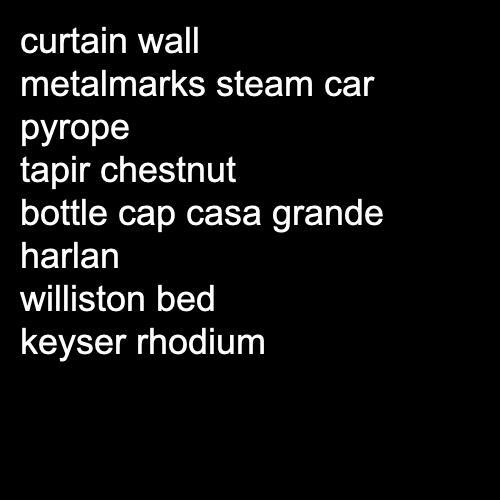 curtain wall
metalmarks steam car
pyrope
tapir chestnut
bottle cap casa grande
harlan
williston bed
keyser rhodium